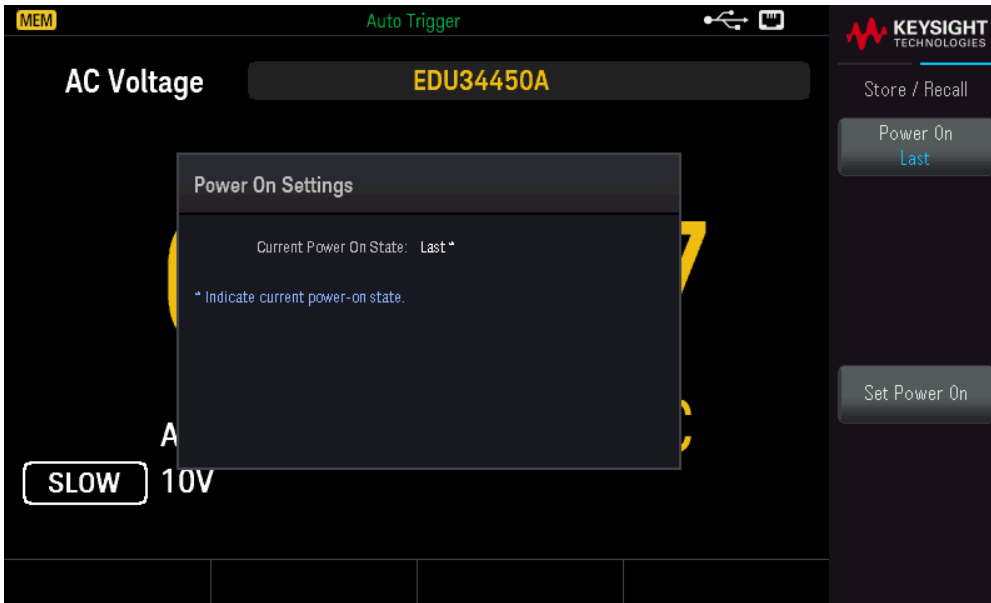 MEM
Auto Trigger
KEYSIGHT
TECHNOLOGIES
AC Voltage
EDU34450A
Store / Recall
Power On
Last
Power On Settings
Current Power On State: Last *
* Indicate current power-on state.
7
Set Power On
A
C
SLOW
10V